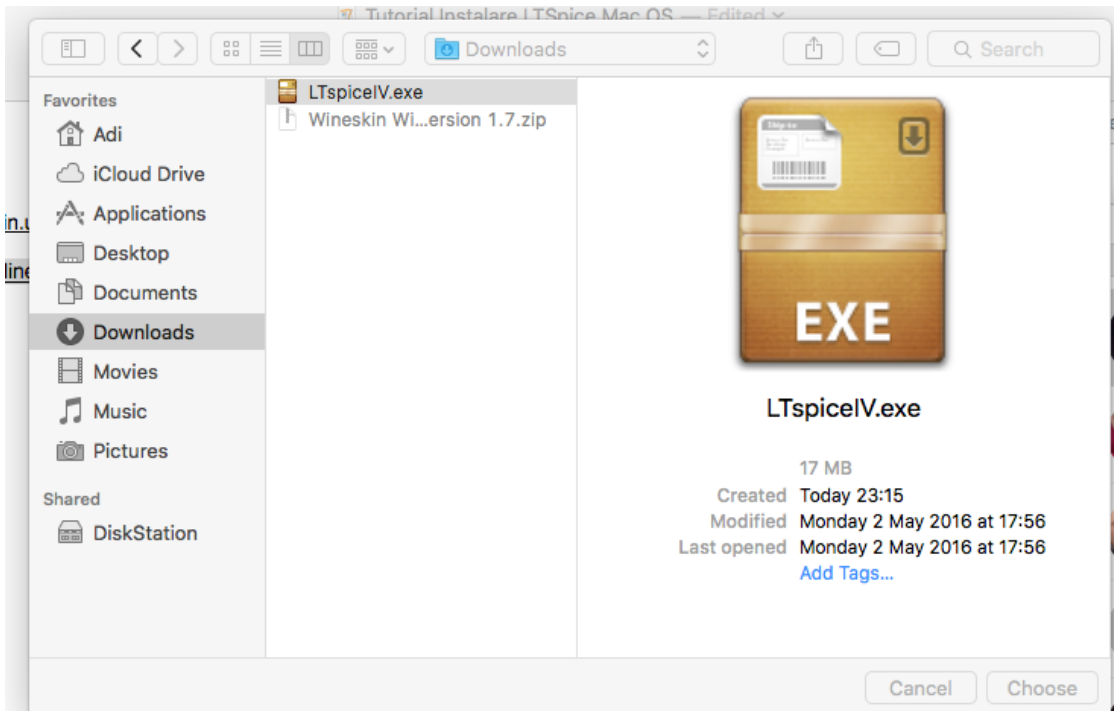 Tutorial Instalare LTSpice Mac OS — Edited
Downloads
Search
Favorites
Adi
iCloud Drive
Applications
Desktop
Documents
Downloads
Movies
Music
Pictures
Shared
DiskStation
LTspiceIV.exe
Wineskin Wi...ersion 1.7.zip
EXE
LTspiceIV.exe
17 MB
Created Today 23:15
Modified Monday 2 May 2016 at 17:56
Last opened Monday 2 May 2016 at 17:56
Add Tags...
Cancel
Choose